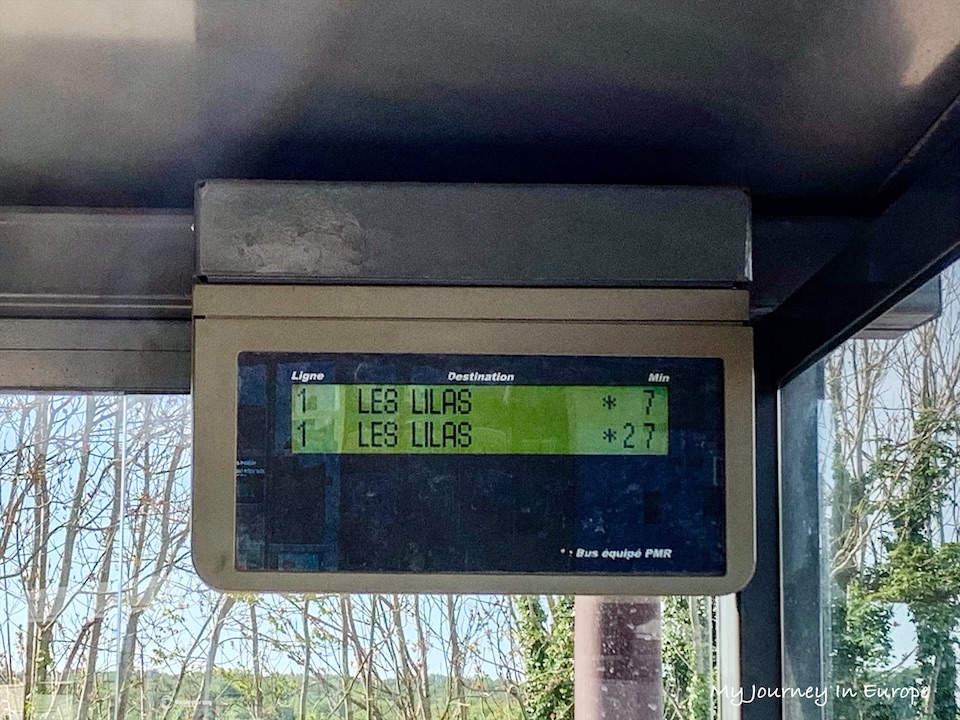 Ligne Destination Min
1 LES LILAS * 7
1 LES LILAS *27
* : Bus équipé PMR
My Journey In Europe